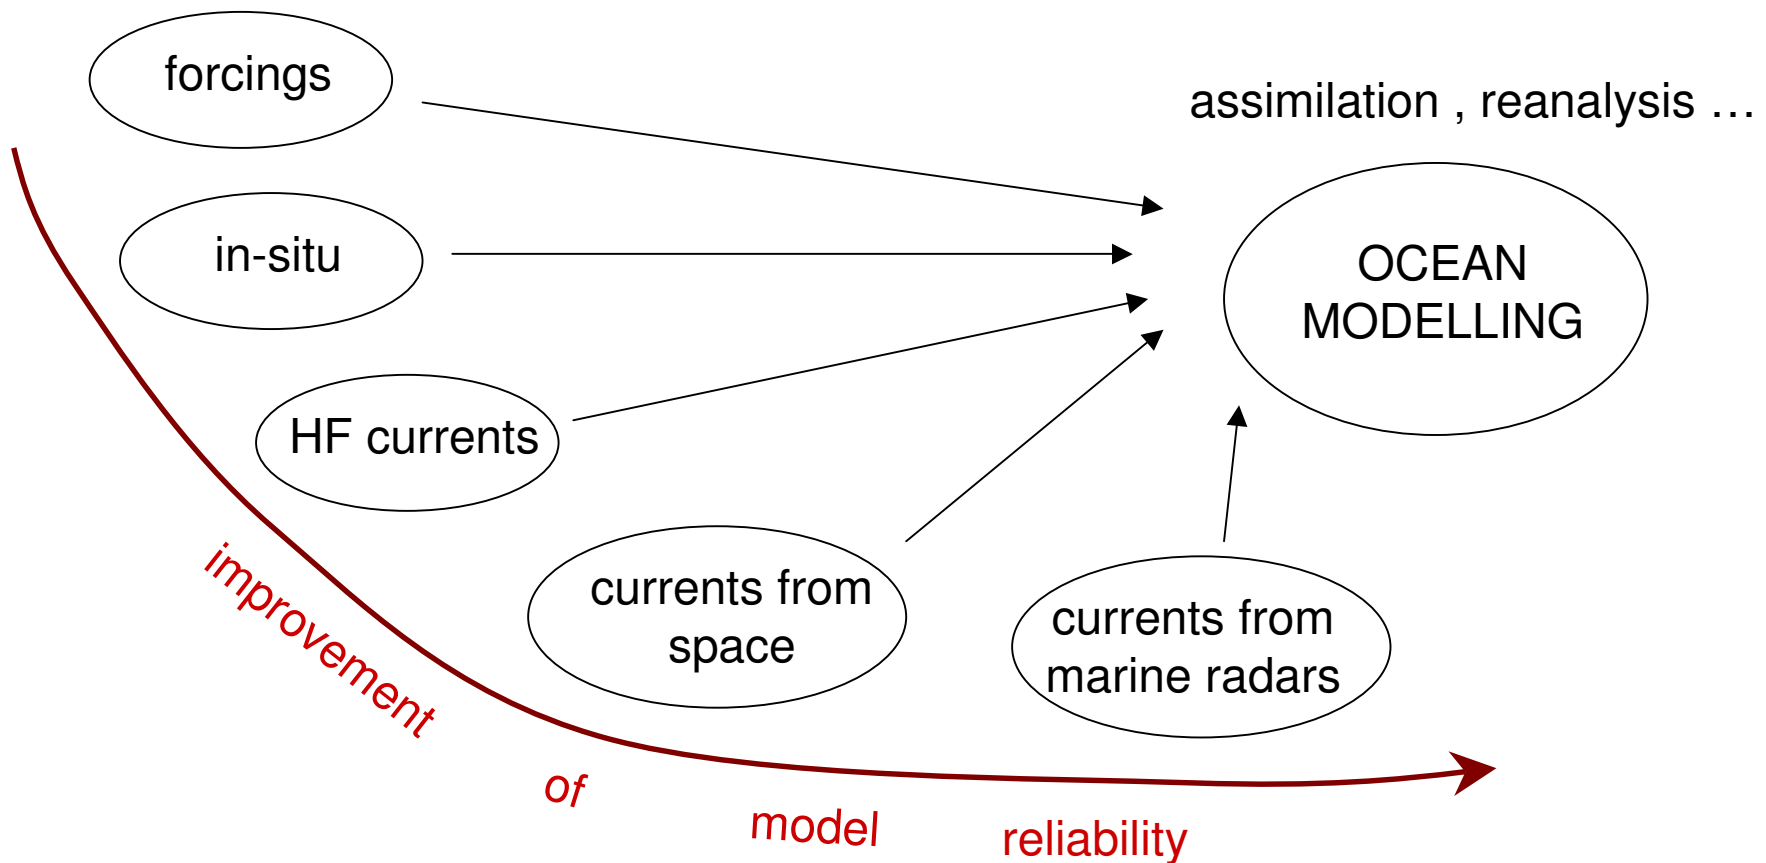 forcings
assimilation , reanalysis …
in-situ
OCEAN
MODELLING
HF currents
currents from
space
currents from
marine radars
improvement
of
model
reliability